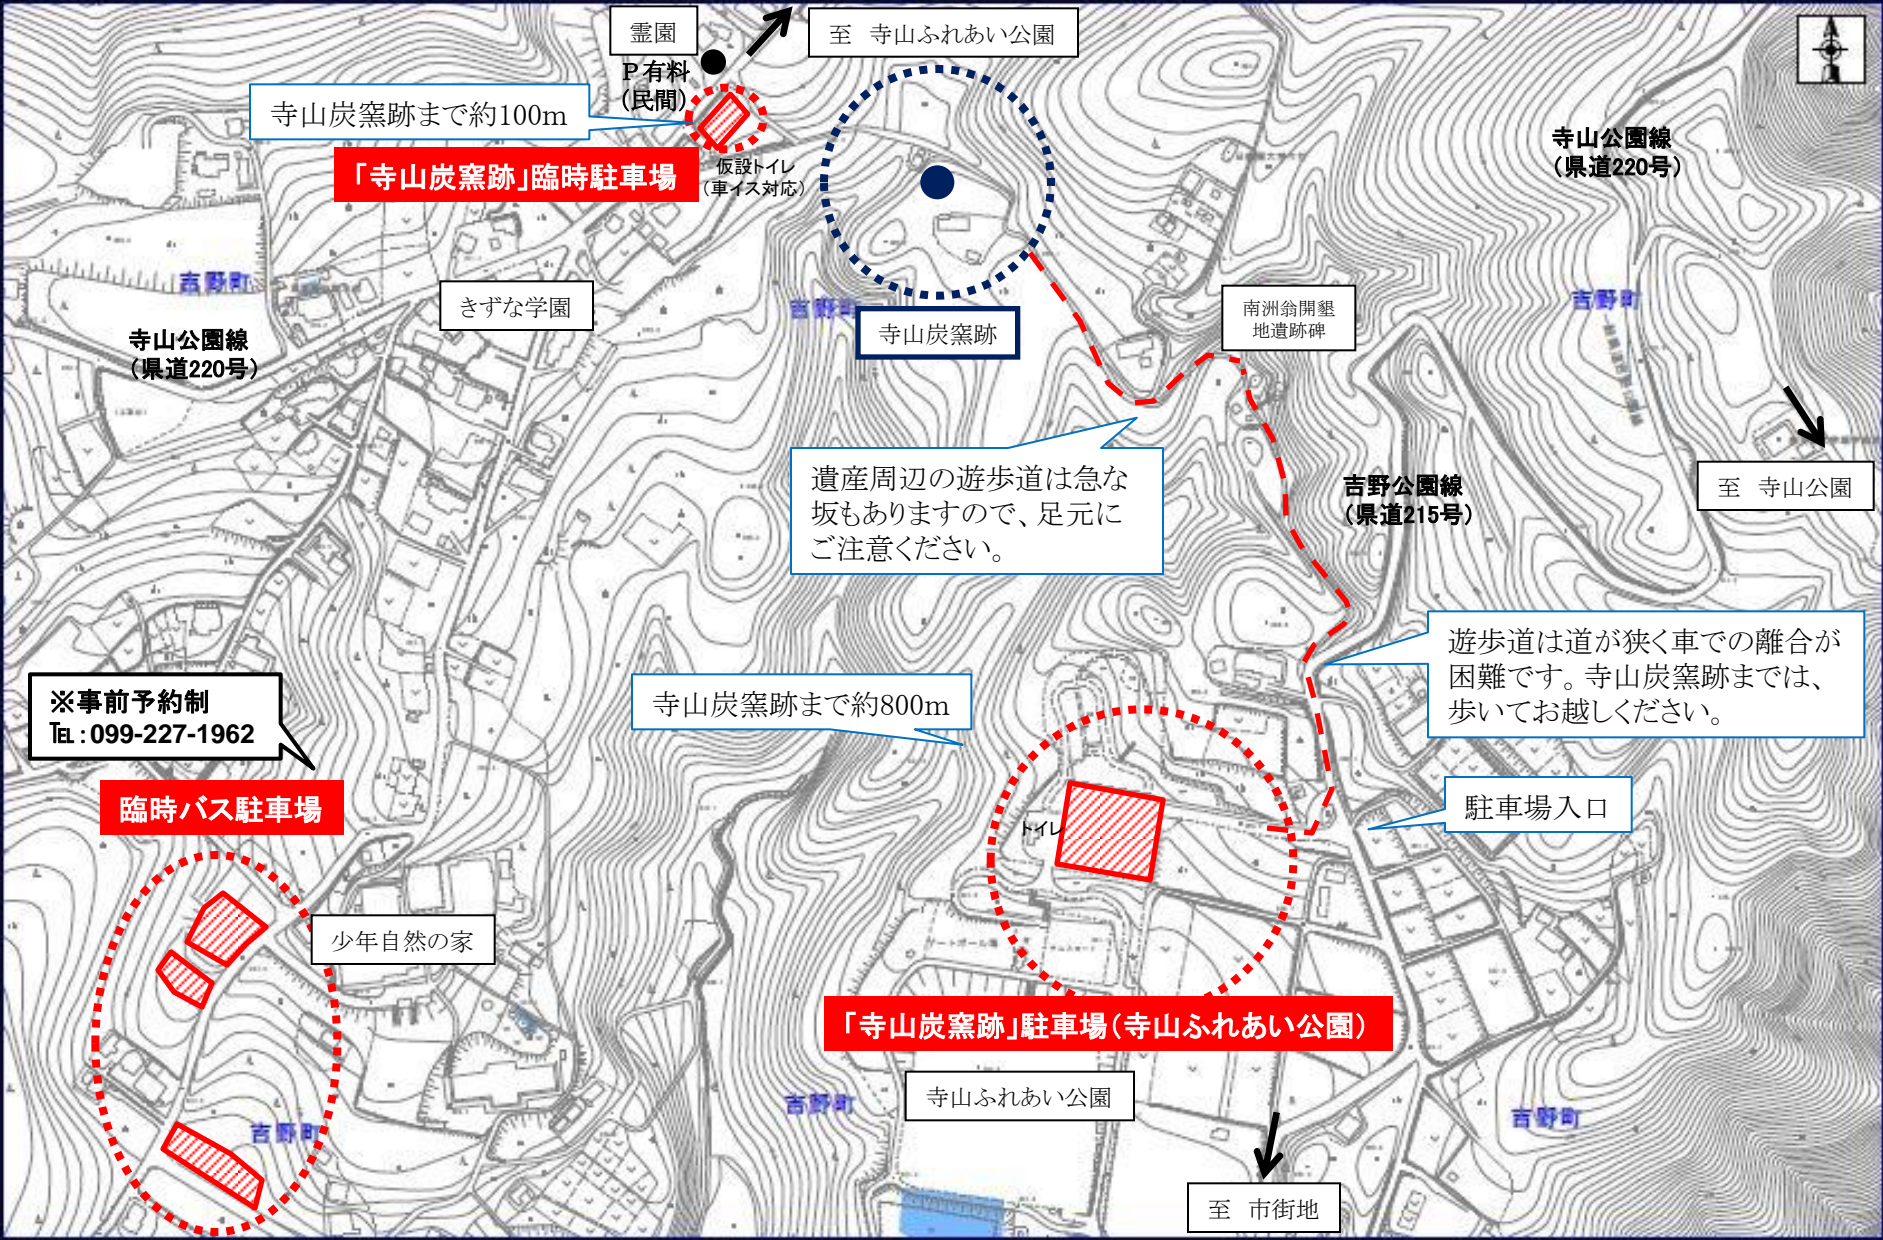 霊園
至 寺山ふれあい公園
P有料
(民間)
寺山炭窯跡まで約100m
「寺山炭窯跡」臨時駐車場
仮設トイレ
(車イス対応)
寺山公園線
(県道220号)
吉野町
きずな学園
吉野町
寺山炭窯跡
南洲翁開墾
地遺跡碑
吉野町
寺山公園線
(県道220号)
遺産周辺の遊歩道は急な
坂もありますので、足元に
ご注意ください。
吉野公園線
(県道215号)
至 寺山公園
遊歩道は道が狭く車での離合が
困難です。寺山炭窯跡までは、
歩いてお越しください。
※事前予約制
℡:099-227-1962
寺山炭窯跡まで約800m
臨時バス駐車場
駐車場入口
トイレ
少年自然の家
ゲートボール場
「寺山炭窯跡」駐車場(寺山ふれあい公園)
寺山ふれあい公園
吉野町
吉野町
吉野町
至 市街地